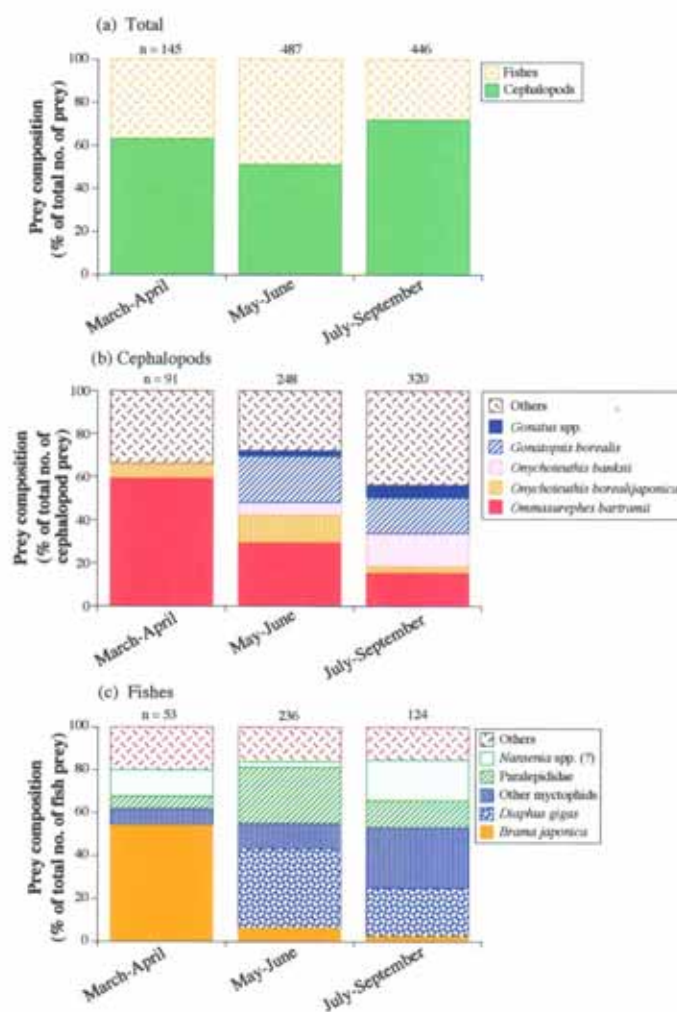 (a) Total
n = 145 487 446
100
80
60
40
20
0
Prey composition
(% of total no. of prey)
March-April
May-June
July-September
Fishes
Cephalopods
(b) Cephalopods
n = 91 248 320
100
80
60
40
20
0
Prey composition
(% of total no. of
cephalopod prey)
March-April
May-June
July-September
Others
Gonatus spp.
Gonatopsis borealis
Onychoteuthis banksii
Onychoteuthis borealijaponica
Ommastrephes bartramii
(c) Fishes
n = 53 236 124
100
80
60
40
20
0
Prey composition
(% of total no. of fish prey)
March-April
May-June
July-September
Others
Nansenia spp. (?)
Paralepididae
Other myctophids
Diaphus gigas
Brama japonica